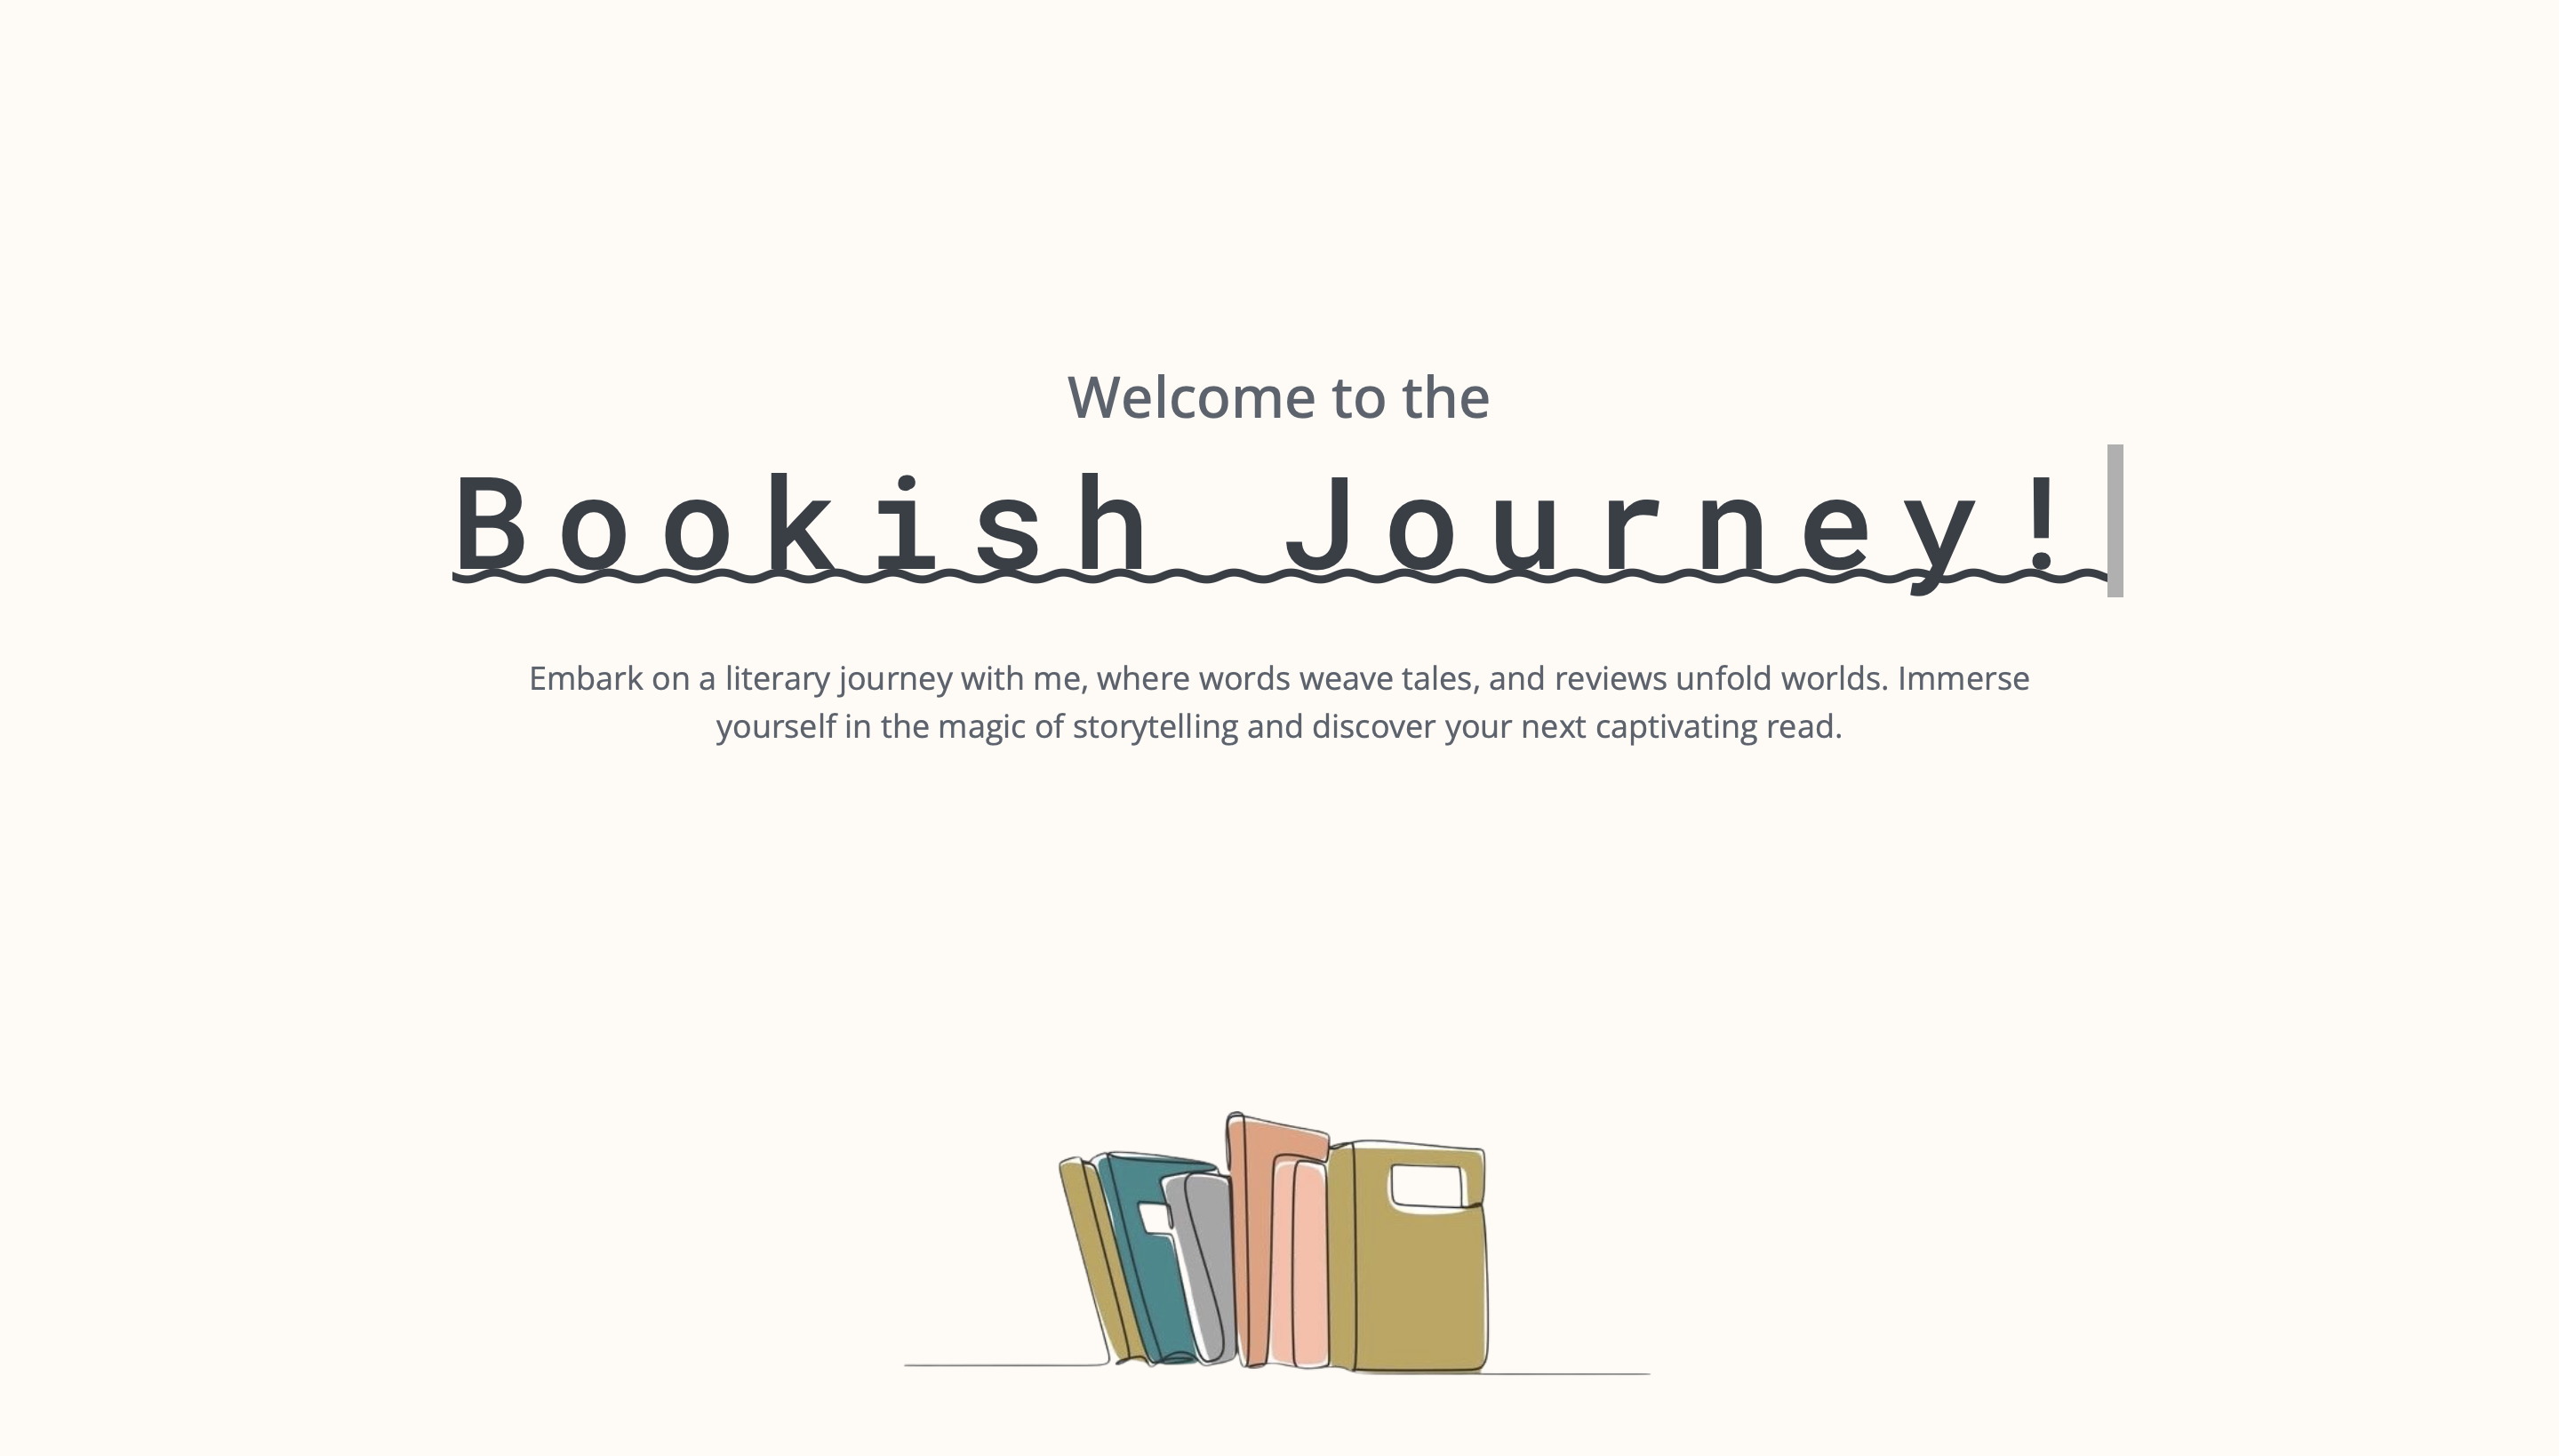 Welcome to the
Bookish Journey!
Embark on a literary journey with me, where words weave tales, and reviews unfold worlds. Immerse
yourself in the magic of storytelling and discover your next captivating read.